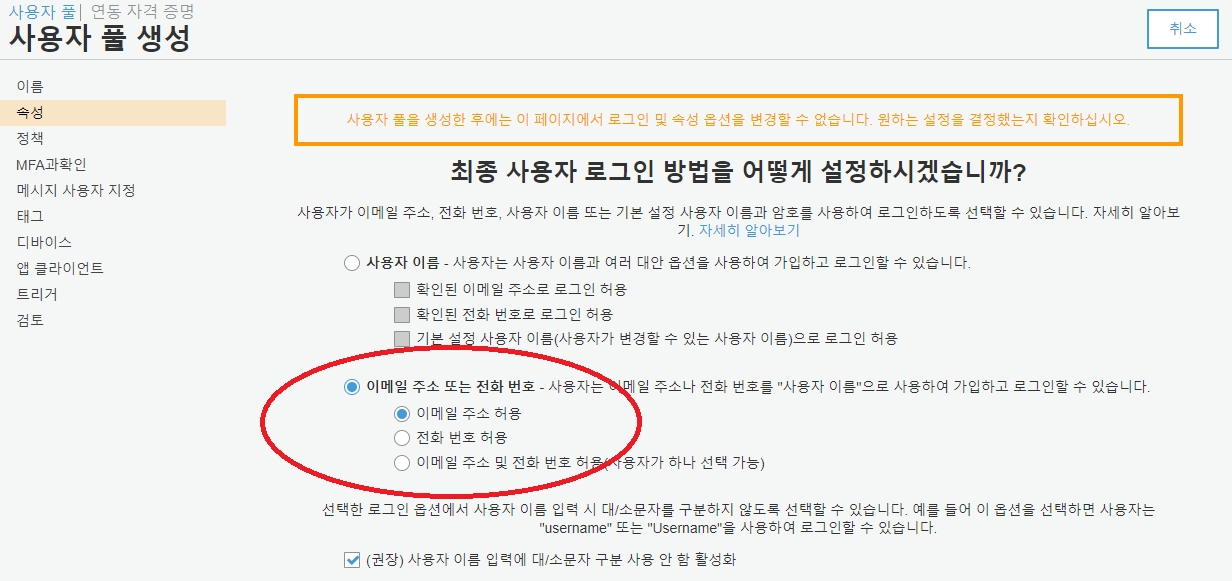 사용자 풀| 연동 자격 증명
사용자 풀 생성
취소
이름
속성
정책
MFA과확인
메시지 사용자 지정
태그
디바이스
앱 클라이언트
트리거
검토
사용자 풀을 생성한 후에는 이 페이지에서 로그인 및 속성 옵션을 변경할 수 없습니다. 원하는 설정을 결정했는지 확인하십시오.
최종 사용자 로그인 방법을 어떻게 설정하시겠습니까?
사용자가 이메일 주소, 전화 번호, 사용자 이름 또는 기본 설정 사용자 이름과 암호를 사용하여 로그인하도록 선택할 수 있습니다. 자세히 알아보
기. 자세히 알아보기
사용자 이름 - 사용자는 사용자 이름과 여러 대안 옵션을 사용하여 가입하고 로그인할 수 있습니다.
확인된 이메일 주소로 로그인 허용
확인된 전화 번호로 로그인 허용
기본 설정 사용자 이름(사용자가 변경할 수 있는 사용자 이름)으로 로그인 허용
이메일 주소 또는 전화 번호 - 사용자는 이메일 주소나 전화 번호를 "사용자 이름"으로 사용하여 가입하고 로그인할 수 있습니다.
이메일 주소 허용
전화 번호 허용
이메일 주소 및 전화 번호 허용(사용자가 하나 선택 가능)
선택한 로그인 옵션에서 사용자 이름 입력 시 대/소문자를 구분하지 않도록 선택할 수 있습니다. 예를 들어 이 옵션을 선택하면 사용자는
"username" 또는 "Username"을 사용하여 로그인할 수 있습니다.
(권장) 사용자 이름 입력에 대/소문자 구분 사용 안 함 활성화